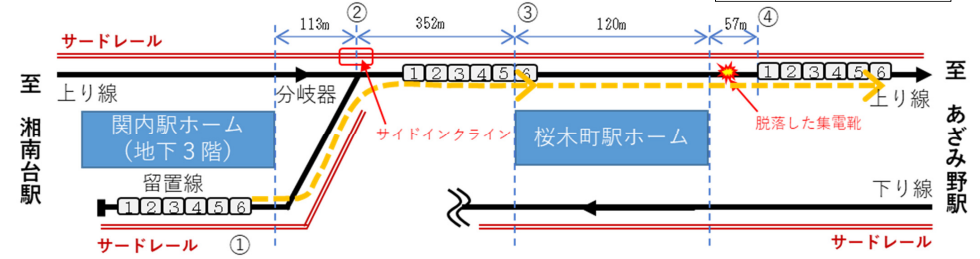 ② ③ ④
113m 352m 120m 57m
サードレール
至 湘南台駅
上り線
分岐器
1 2 3 4 5 6
1 2 3 4 5 6
至 あざみ野駅
上り線
サイドインクライン
脱落した集電靴
関内駅ホーム
(地下3階)
桜木町駅ホーム
留置線
1 2 3 4 5 6
下り線
サードレール
①
サードレール